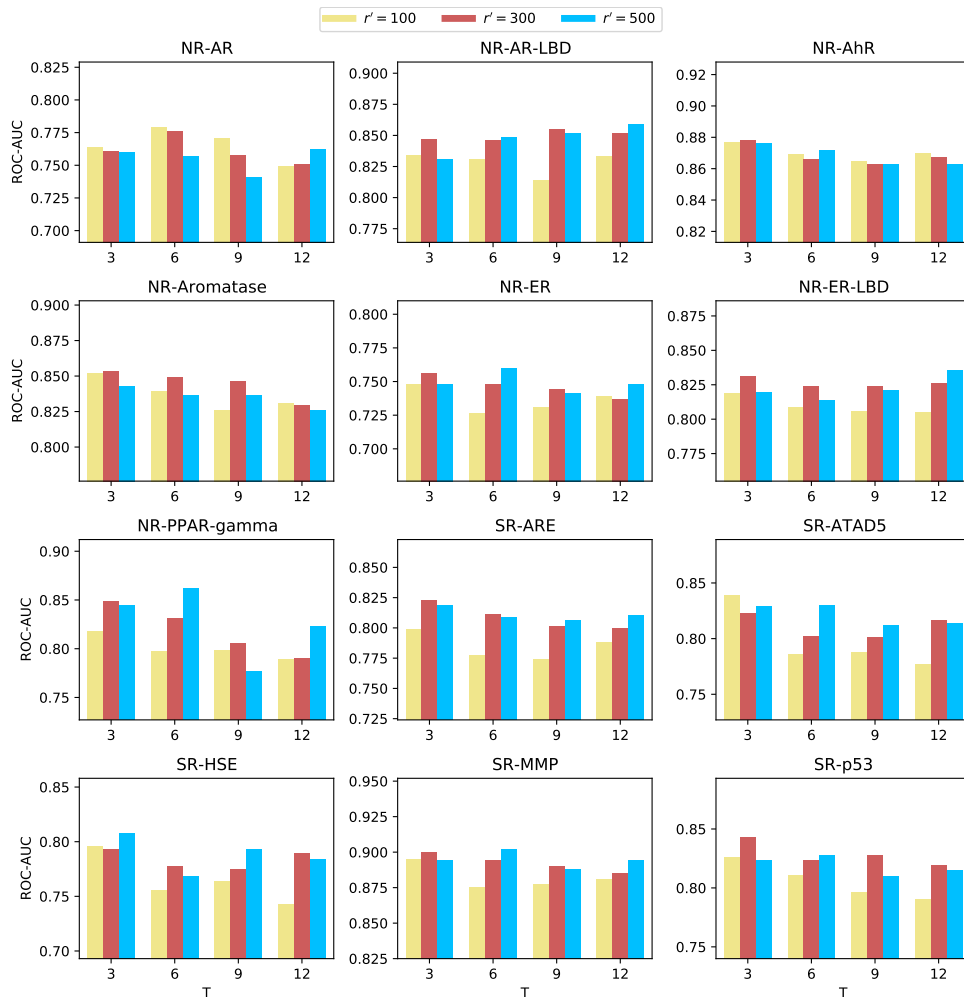 r′ = 100 r′ = 300 r′ = 500
NR-AR NR-AR-LBD NR-AhR
ROC-AUC
0.825
0.800
0.775
0.750
0.725
0.700
3 6 9 12
0.900
0.875
0.850
0.825
0.800
0.775
3 6 9 12
0.92
0.90
0.88
0.86
0.84
0.82
3 6 9 12
NR-Aromatase NR-ER NR-ER-LBD
ROC-AUC
0.900
0.875
0.850
0.825
0.800
3 6 9 12
0.800
0.775
0.750
0.725
0.700
3 6 9 12
0.875
0.850
0.825
0.800
0.775
3 6 9 12
NR-PPAR-gamma SR-ARE SR-ATAD5
ROC-AUC
0.90
0.85
0.80
0.75
3 6 9 12
0.850
0.825
0.800
0.775
0.750
0.725
3 6 9 12
0.85
0.80
0.75
3 6 9 12
SR-HSE SR-MMP SR-p53
ROC-AUC
0.85
0.80
0.75
0.70
3 6 9 12
T
0.950
0.925
0.900
0.875
0.850
0.825
3 6 9 12
T
0.85
0.80
0.75
3 6 9 12
T